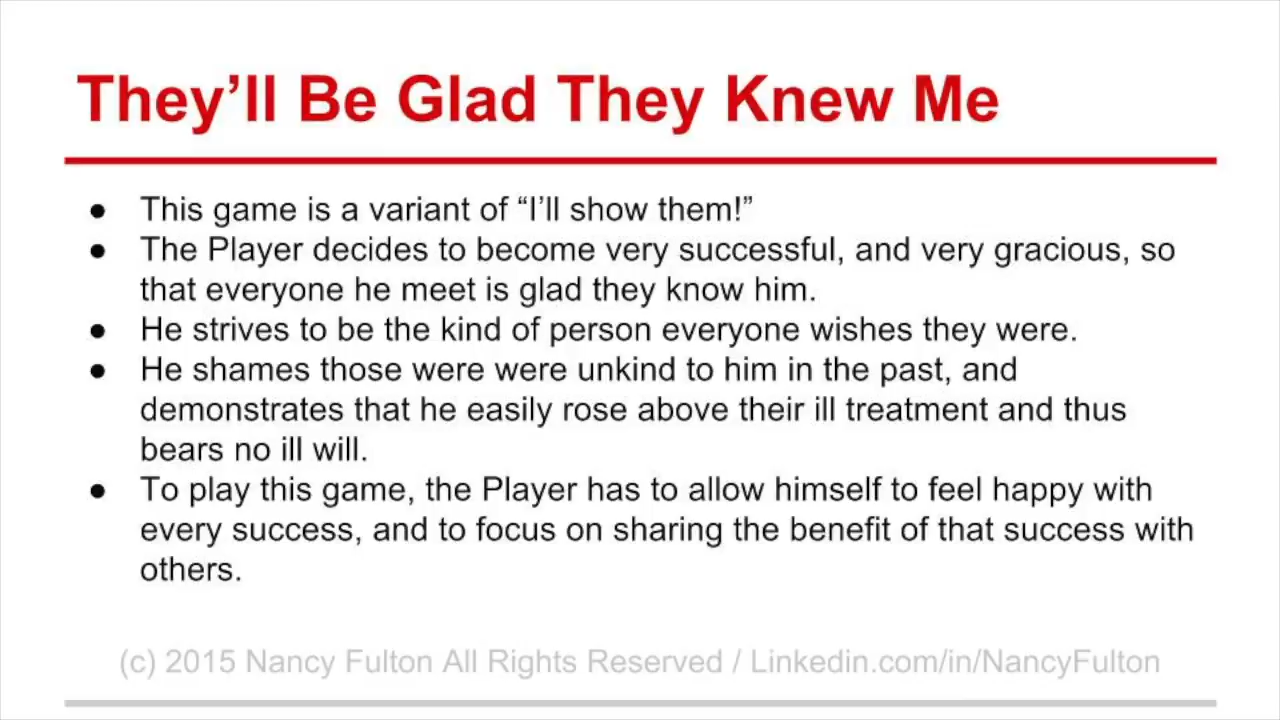 They’ll Be Glad They Knew Me
● This game is a variant of “I’ll show them!”
● The Player decides to become very successful, and very gracious, so
that everyone he meet is glad they know him.
● He strives to be the kind of person everyone wishes they were.
● He shames those were were unkind to him in the past, and
demonstrates that he easily rose above their ill treatment and thus
bears no ill will.
● To play this game, the Player has to allow himself to feel happy with
every success, and to focus on sharing the benefit of that success with
others.
(c) 2015 Nancy Fulton All Rights Reserved / Linkedin.com/in/NancyFulton